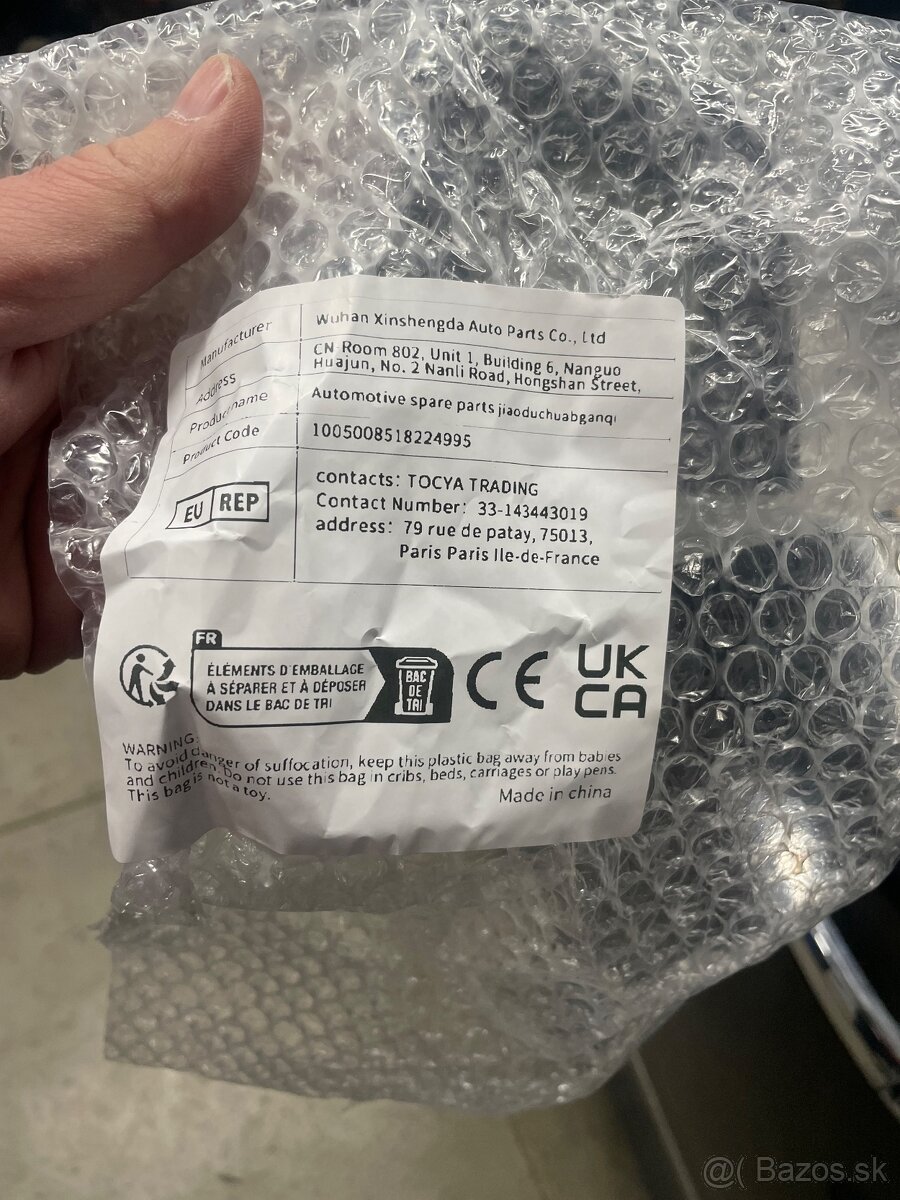 Manufacturer Wuhan Xinshengda Auto Parts Co., Ltd
Address CN Room 802, Unit 1, Building 6, Nanguo
Huajun, No. 2 Nanli Road, Hongshan Street,
Product name Automotive spare parts jiaoduchuabganqi
Product Code 1005008518224995
EU REP
contacts: TOCYA TRADING
Contact Number: 33-143443019
address: 79 rue de patay, 75013,
Paris Paris Ile-de-France
FR
ÉLÉMENTS D'EMBALLAGE
À SÉPARER ET À DÉPOSER
DANS LE BAC DE TRI
BAC
DE
TRI
CE
UK
CA
WARNING:
To avoid danger of suffocation, keep this plastic bag away from babies
and children. Do not use this bag in cribs, beds, carriages or play pens.
This bag is not a toy.
Made in china
@( Bazos.sk